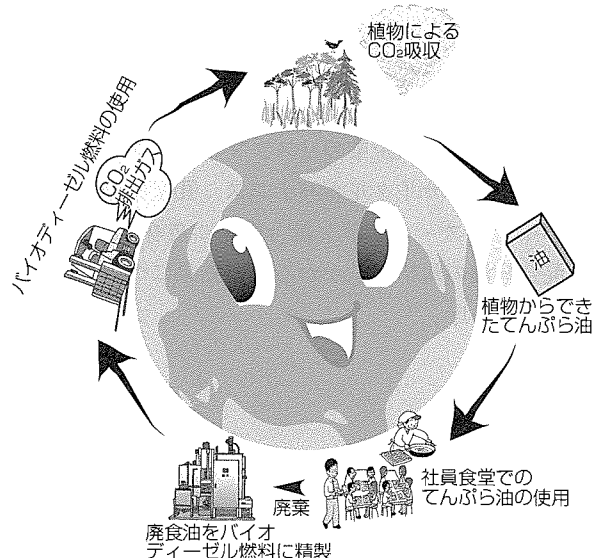 植物による
CO₂吸収
油
植物からでき
たてんぷら油
社員食堂での
てんぷら油の使用
廃棄
廃食油をバイオ
ディーゼル燃料に精製
バイオディーゼル燃料の使用
CO₂
排出ガス